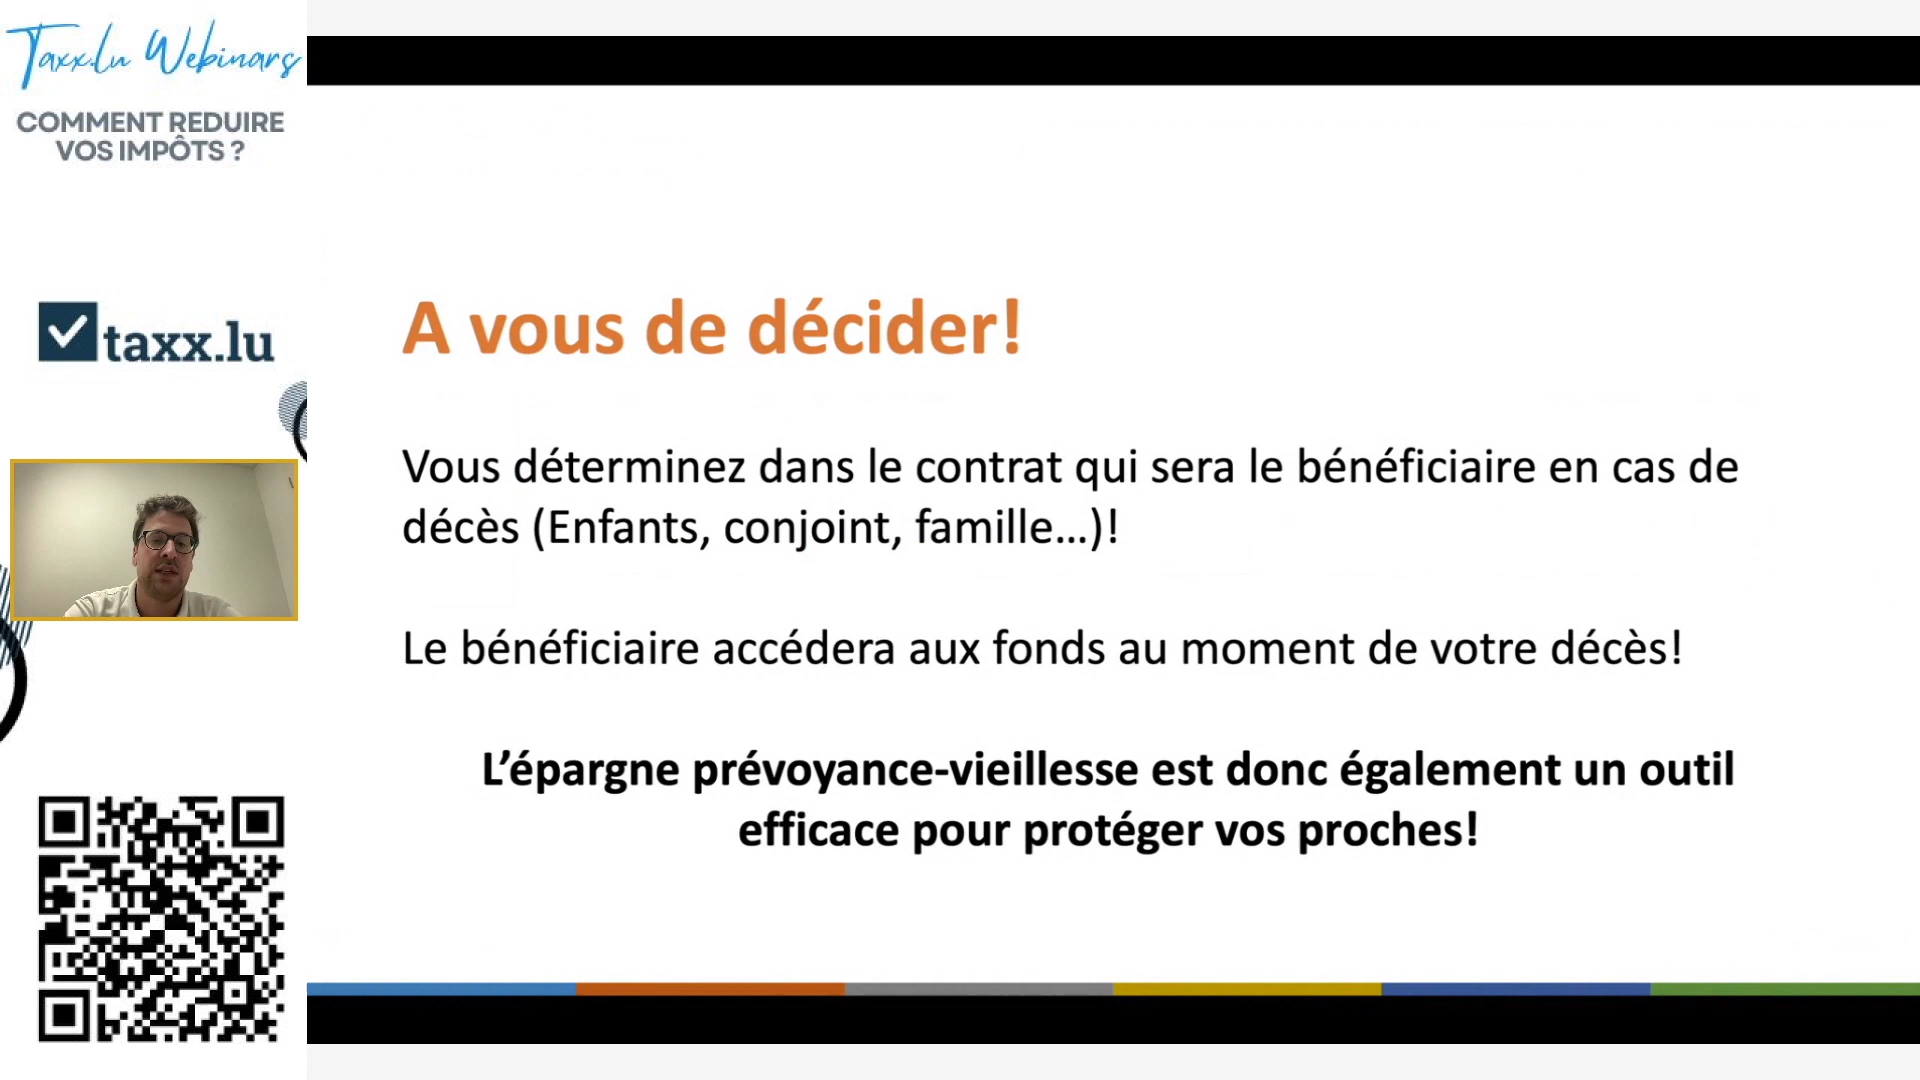 Taxx.lu Webinars
COMMENT REDUIRE
VOS IMPÔTS ?
taxx.lu
A vous de décider!
Vous déterminez dans le contrat qui sera le bénéficiaire en cas de
décès (Enfants, conjoint, famille…)!
Le bénéficiaire accédera aux fonds au moment de votre décès!
L’épargne prévoyance-vieillesse est donc également un outil
efficace pour protéger vos proches!